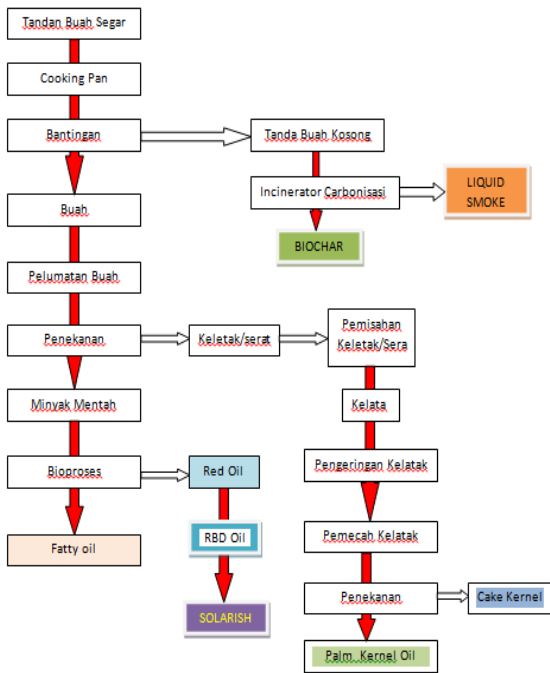 Tandan Buah Segar
Cooking Pan
Bantingan
Tanda Buah Kosong
Incinerator Carbonisasi
LIQUID
SMOKE
Buah
BIOCHAR
Pelumatan Buah
Penekanan
Keletak/serat
Pemisahan
Keletak/Sera
Minyak Mentah
Kelata
Bioproses
Red Oil
Pengeringan Kelatak
Fatty oil
RBD Oil
Pemecah Kelatak
SOLARISH
Penekanan
Cake Kernel
Palm Kernel Oil